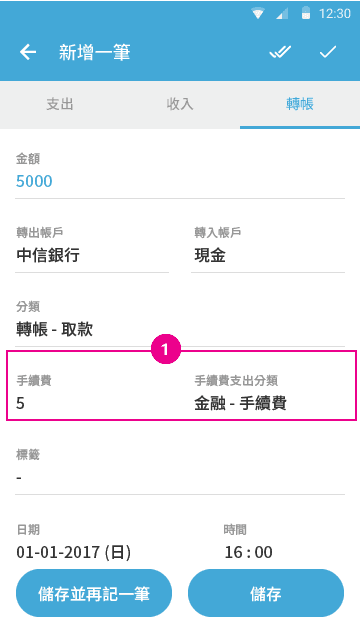 12:30
新增一筆
支出 收入 轉帳
金額
5000
轉出帳戶 轉入帳戶
中信銀行 現金
分類
轉帳 - 取款
1
手續費 手續費支出分類
5 金融 - 手續費
標籤
-
日期 時間
01-01-2017 (日) 16 : 00
儲存並再記一筆 儲存